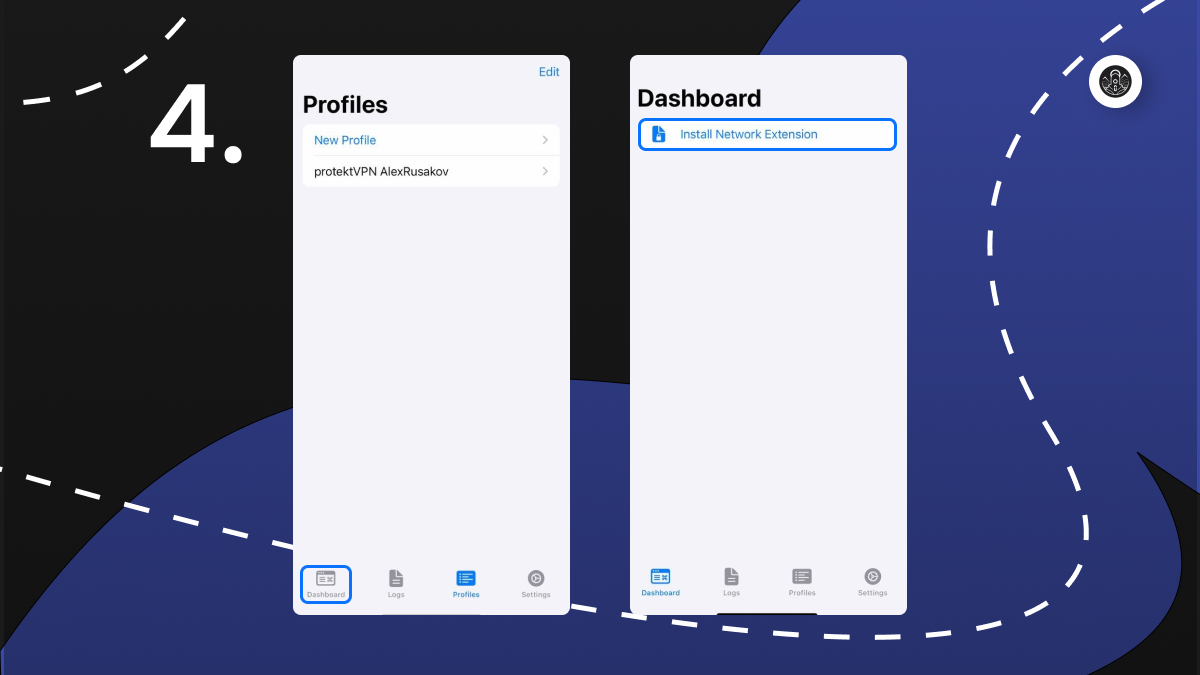 4.
Edit
Profiles
New Profile
protektVPN AlexRusakov
Dashboard
Logs
Profiles
Settings
Dashboard
Install Network Extension
Dashboard
Logs
Profiles
Settings